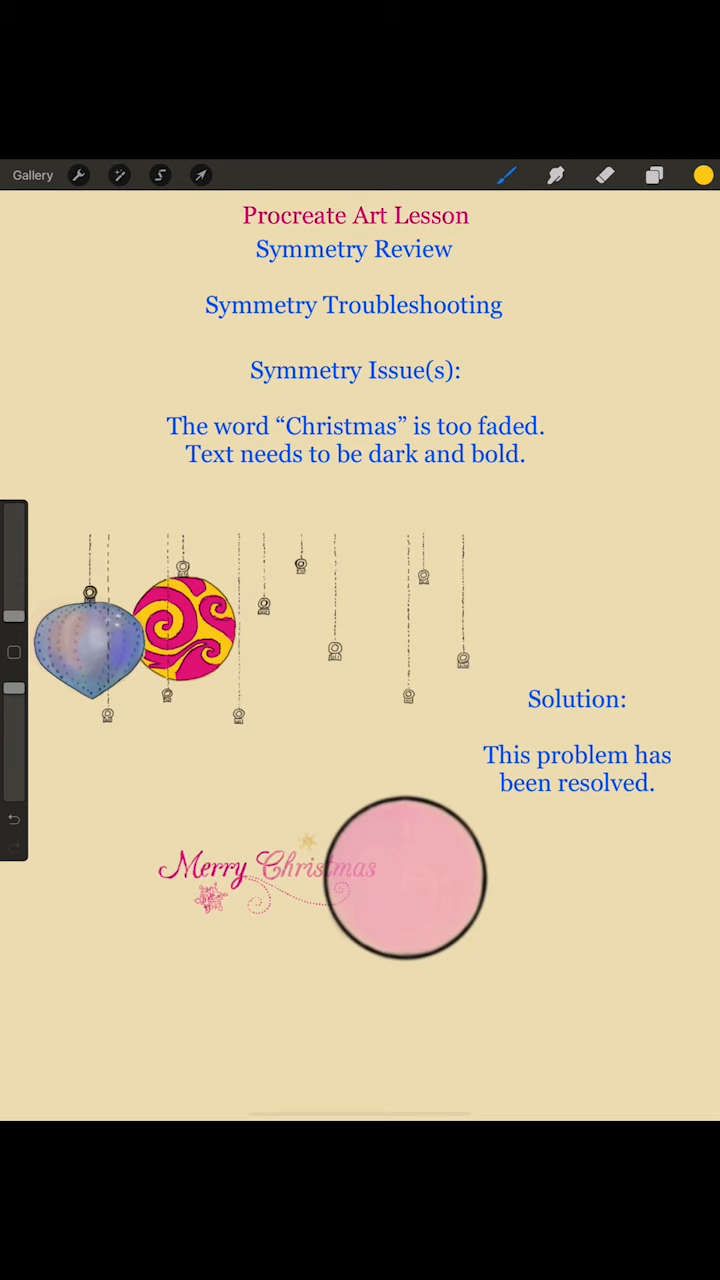 Gallery
Procreate Art Lesson
Symmetry Review
Symmetry Troubleshooting
Symmetry Issue(s):
The word “Christmas” is too faded.
Text needs to be dark and bold.
Solution:
This problem has
been resolved.
Merry Christmas